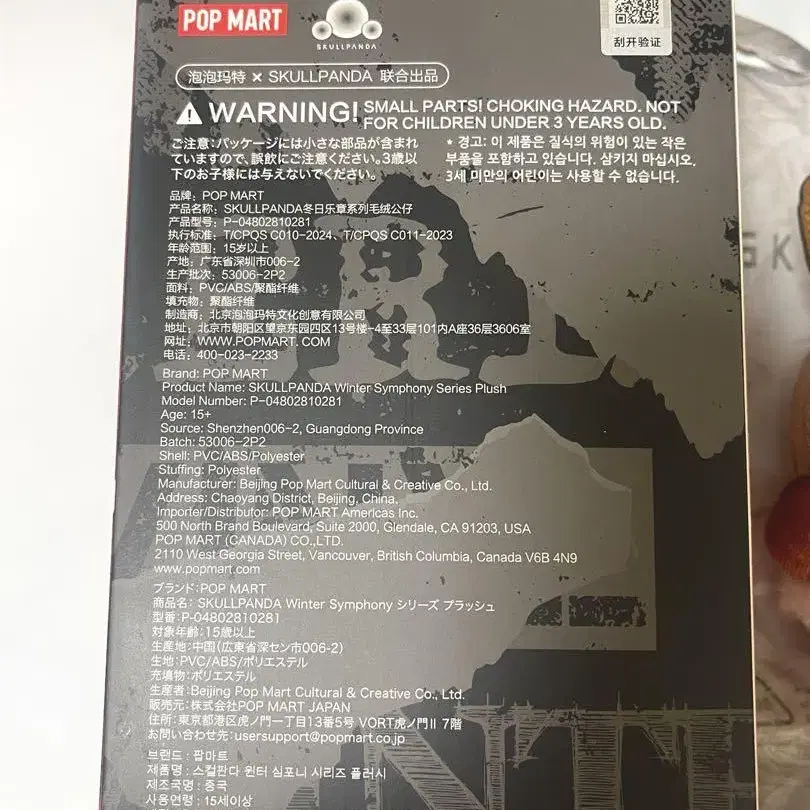 POP MART
SKULLPANDA
刮开验证
泡泡玛特 × SKULLPANDA 联合出品
WARNING! SMALL PARTS! CHOKING HAZARD. NOT
FOR CHILDREN UNDER 3 YEARS OLD.
ご注意:パッケージには小さな部品が含まれ
ていますので、誤飲にご注意ください。3歳以
下のお子様には与えないでください。
* 경고: 이 제품은 질식의 위험이 있는 작은
부품을 포함하고 있습니다. 삼키지 마십시오.
3세 미만의 어린이는 사용할 수 없습니다.
品牌: POP MART
产品名称: SKULLPANDA冬日乐章系列毛绒公仔
产品型号: P-04802810281
执行标准: T/CPQS C010-2024、T/CPQS C011-2023
年龄范围: 15岁以上
产地: 广东省深圳市006-2
生产批次: 53006-2P2
面料: PVC/ABS/聚酯纤维
填充物: 聚酯纤维
制造商: 北京泡泡玛特文化创意有限公司
地址: 北京市朝阳区望京东园四区13号楼-4至33层101内A座36层3606室
网址: WWW.POPMART.COM
电话: 400-023-2233
Brand: POP MART
Product Name: SKULLPANDA Winter Symphony Series Plush
Model Number: P-04802810281
Age: 15+
Source: Shenzhen006-2, Guangdong Province
Batch: 53006-2P2
Shell: PVC/ABS/Polyester
Stuffing: Polyester
Manufacturer: Beijing Pop Mart Cultural & Creative Co., Ltd.
Address: Chaoyang District, Beijing, China.
Importer/Distributor: POP MART Americas Inc.
500 North Brand Boulevard, Suite 2000, Glendale, CA 91203, USA
POP MART (CANADA) CO.,LTD.
2110 West Georgia Street, Vancouver, British Columbia, Canada V6B 4N9
www.popmart.com
ブランド:POP MART
商品名: SKULLPANDA Winter Symphony シリーズ プラッシュ
型番:P-04802810281
対象年齢:15歳以上
生産地:中国(広東省深セン市006-2)
生地:PVC/ABS/ポリエステル
充填物:ポリエステル
生産者:Beijing Pop Mart Cultural & Creative Co., Ltd.
販売元:株式会社POP MART JAPAN
住所:東京都港区虎ノ門一丁目13番5号 VORT虎ノ門II 7階
お問い合わせ先:usersupport@popmart.co.jp
브랜드 : 팝마트
제품명 : 스컬판다 윈터 심포니 시리즈 플러시
제조국명 : 중국
사용연령 : 15세이상